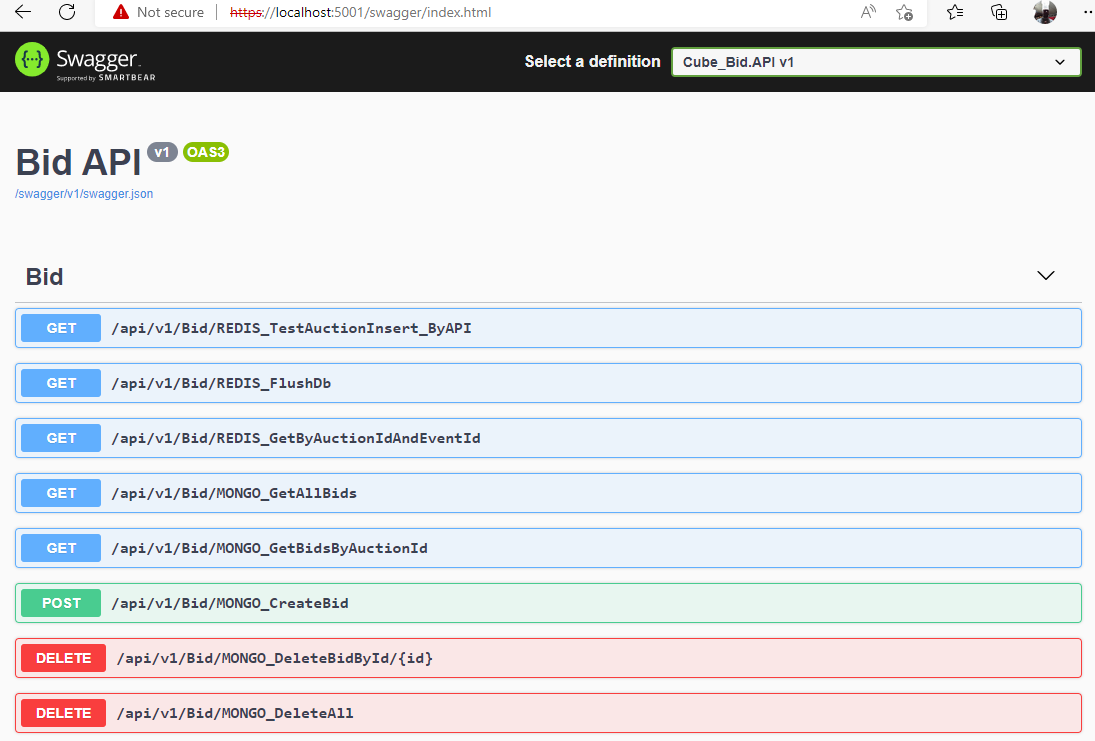 Not secure | https://localhost:5001/swagger/index.html
Swagger
Supported by SMARTBEAR
Select a definition
Cube_Bid.API v1
Bid API v1 OAS3
/swagger/v1/swagger.json
Bid
GET /api/v1/Bid/REDIS_TestAuctionInsert_ByAPI
GET /api/v1/Bid/REDIS_FlushDb
GET /api/v1/Bid/REDIS_GetByAuctionIdAndEventId
GET /api/v1/Bid/MONGO_GetAllBids
GET /api/v1/Bid/MONGO_GetBidsByAuctionId
POST /api/v1/Bid/MONGO_CreateBid
DELETE /api/v1/Bid/MONGO_DeleteBidById/{id}
DELETE /api/v1/Bid/MONGO_DeleteAll